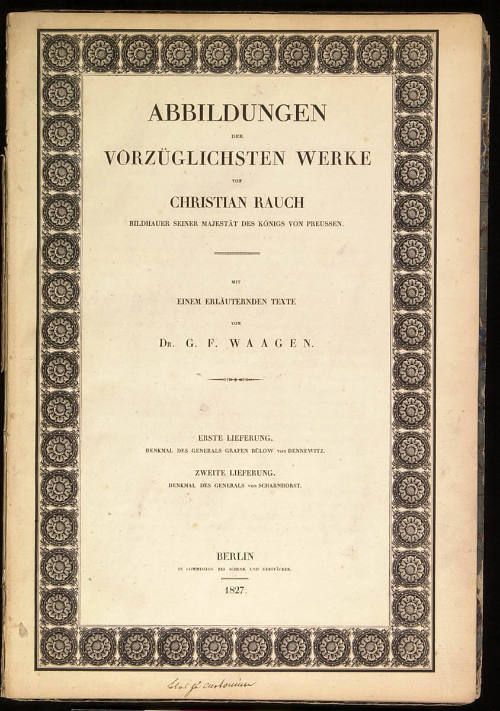 ABBILDUNGEN
DER
VORZÜGLICHSTEN WERKE
VON
CHRISTIAN RAUCH
BILDHAUER SEINER MAJESTÄT DES KÖNIGS VON PREUSSEN.
MIT
EINEM ERLÄUTERNDEN TEXTE
VON
DR. G. F. WAAGEN.
ERSTE LIEFERUNG.
DENKMAL DES GENERALS GRAFEN BÜLOW VON DENNEWITZ.
ZWEITE LIEFERUNG.
DENKMAL DES GENERALS VON SCHARNHORST.
BERLIN
IN COMMISSION BEI SCHENK UND GERSTÄCKER.
1827.